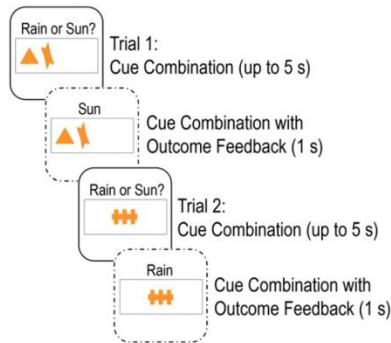 Rain or Sun?
Trial 1:
Cue Combination (up to 5 s)
Sun
Cue Combination with
Outcome Feedback (1 s)
Rain or Sun?
Trial 2:
Cue Combination (up to 5 s)
Rain
Cue Combination with
Outcome Feedback (1 s)